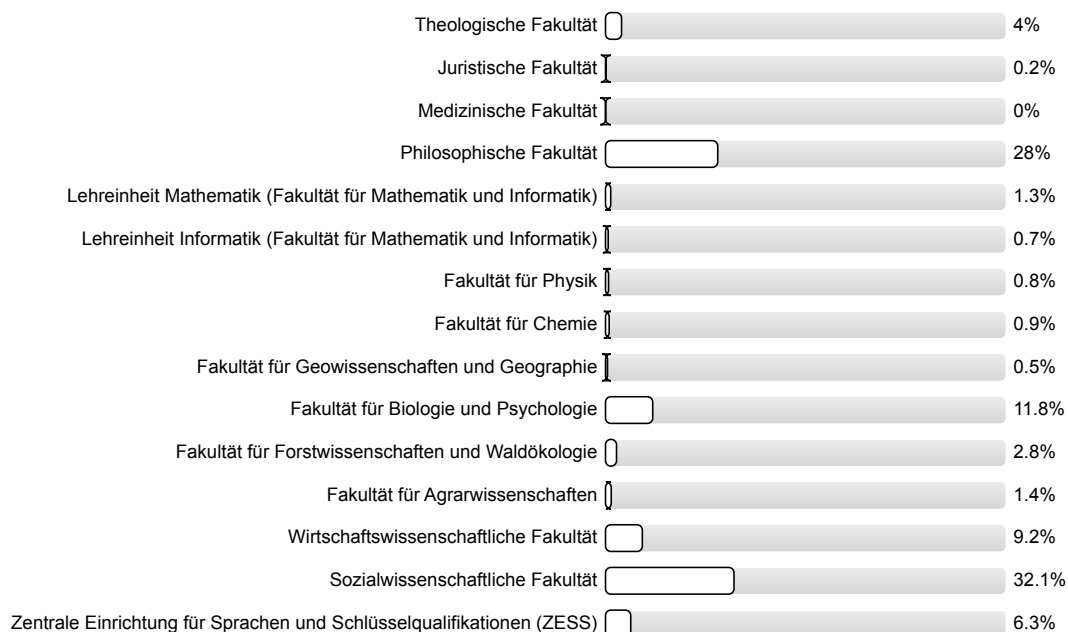 Theologische Fakultät 4%
Juristische Fakultät 0.2%
Medizinische Fakultät 0%
Philosophische Fakultät 28%
Lehreinheit Mathematik (Fakultät für Mathematik und Informatik) 1.3%
Lehreinheit Informatik (Fakultät für Mathematik und Informatik) 0.7%
Fakultät für Physik 0.8%
Fakultät für Chemie 0.9%
Fakultät für Geowissenschaften und Geographie 0.5%
Fakultät für Biologie und Psychologie 11.8%
Fakultät für Forstwissenschaften und Waldökologie 2.8%
Fakultät für Agrarwissenschaften 1.4%
Wirtschaftswissenschaftliche Fakultät 9.2%
Sozialwissenschaftliche Fakultät 32.1%
Zentrale Einrichtung für Sprachen und Schlüsselqualifikationen (ZESS) 6.3%